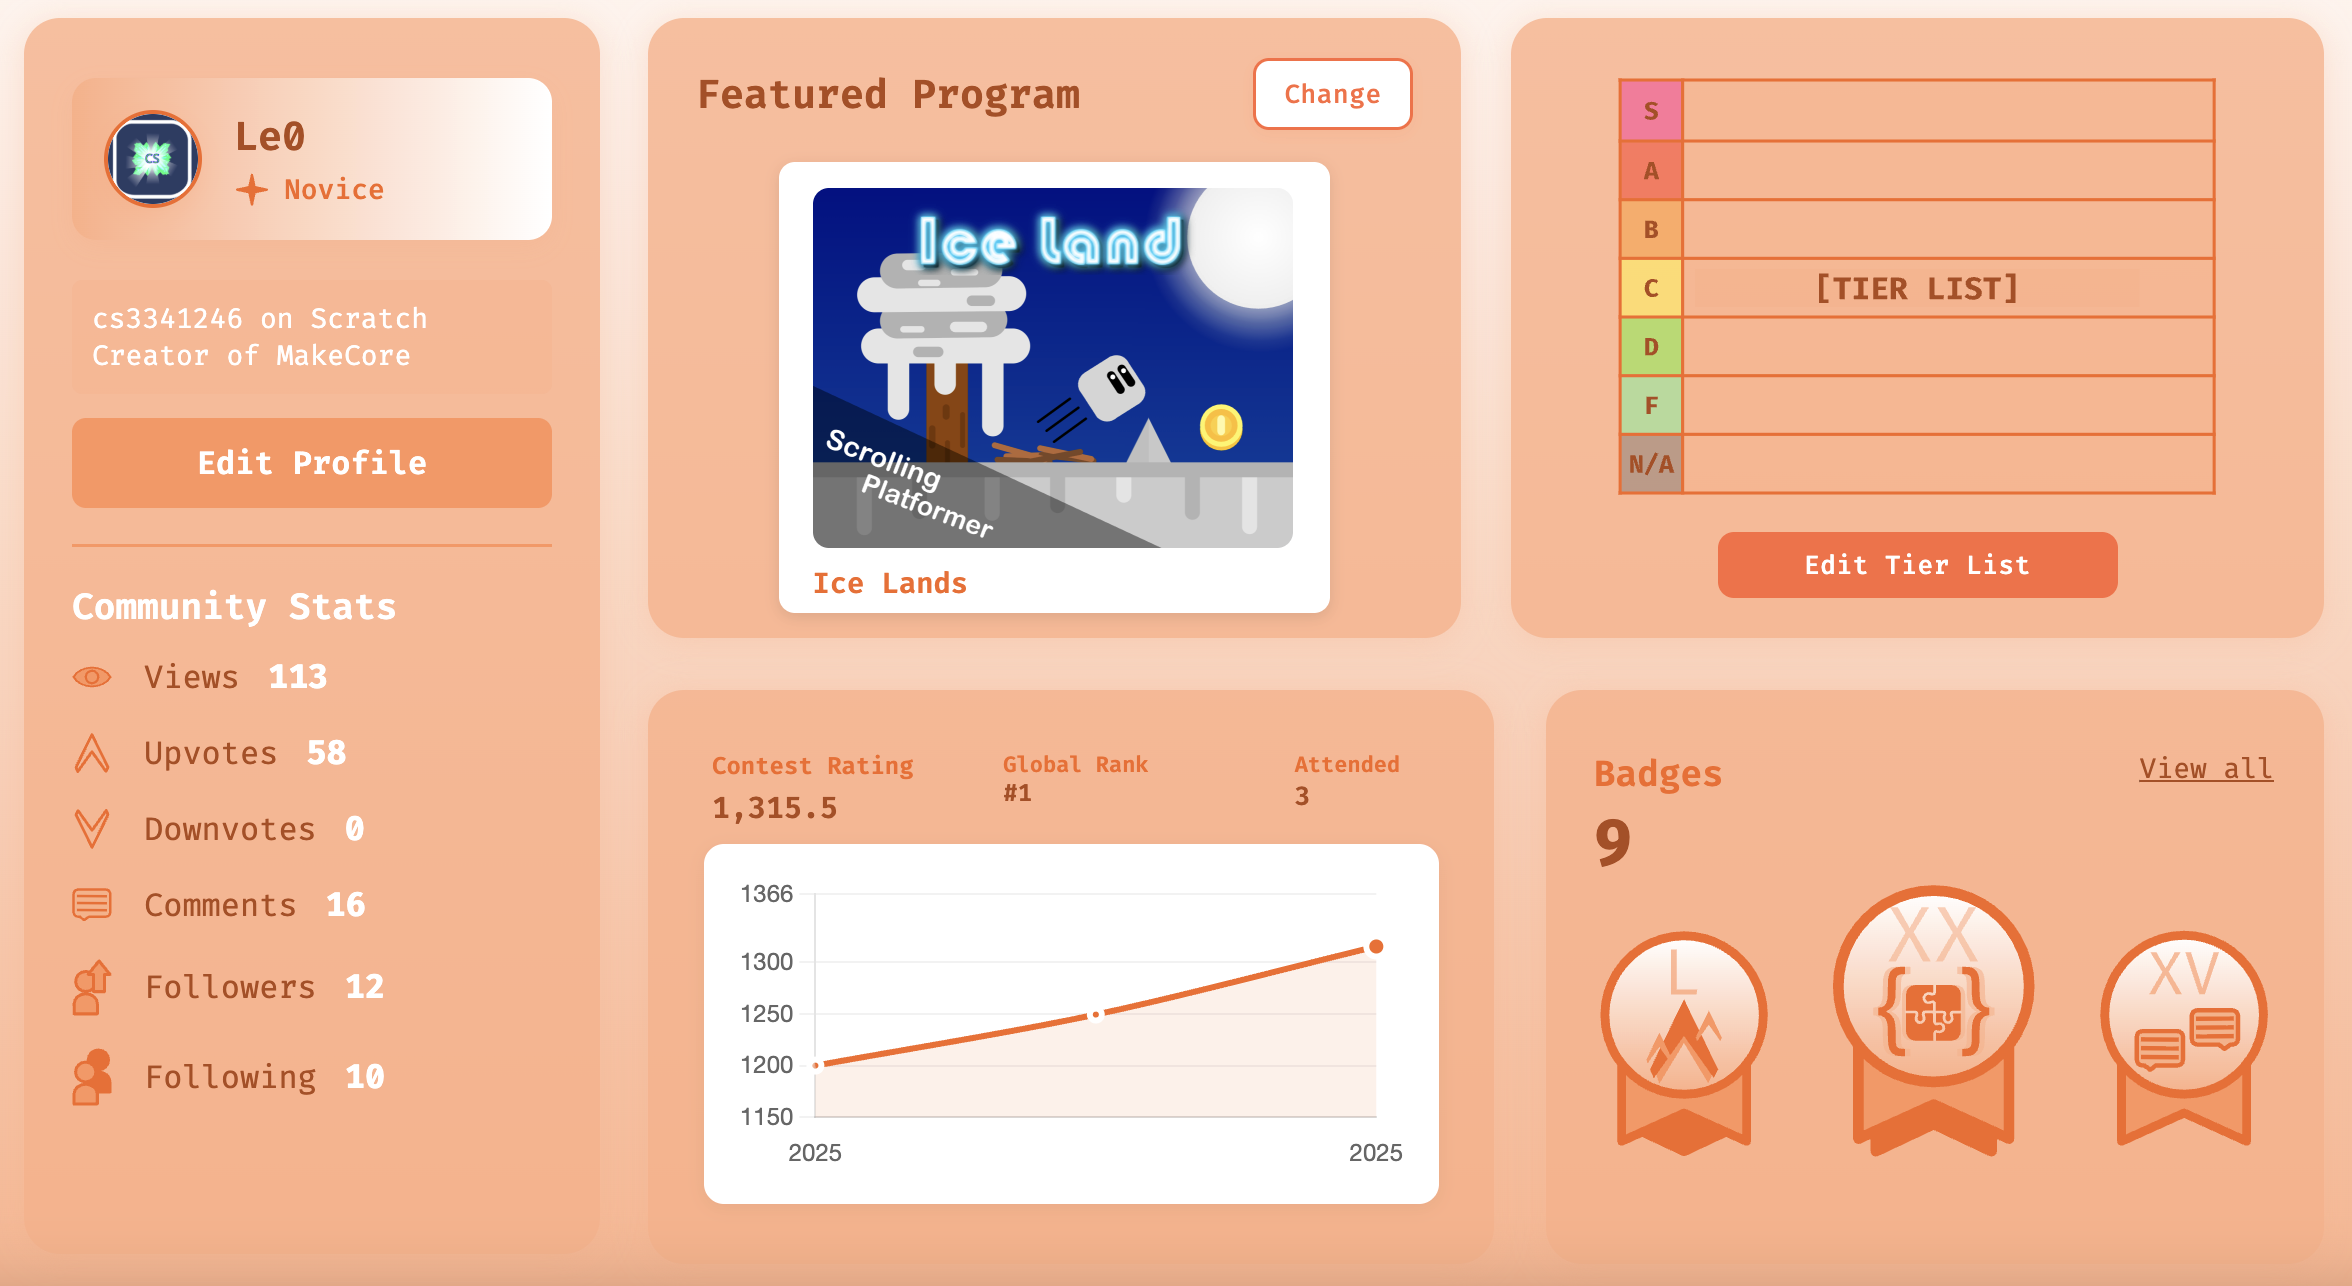 CS
Le0
Novice
cs3341246 on Scratch
Creator of MakeCore
Edit Profile
Community Stats
Views 113
Upvotes 58
Downvotes 0
Comments 16
Followers 12
Following 10
Featured Program
Change
Ice land
Scrolling
Platformer
Ice Lands
S
A
B
C
[TIER LIST]
D
F
N/A
Edit Tier List
Contest Rating
1,315.5
Global Rank
#1
Attended
3
1366
1300
1250
1200
1150
2025
2025
Badges
View all
9
L
XX
{ }
XV